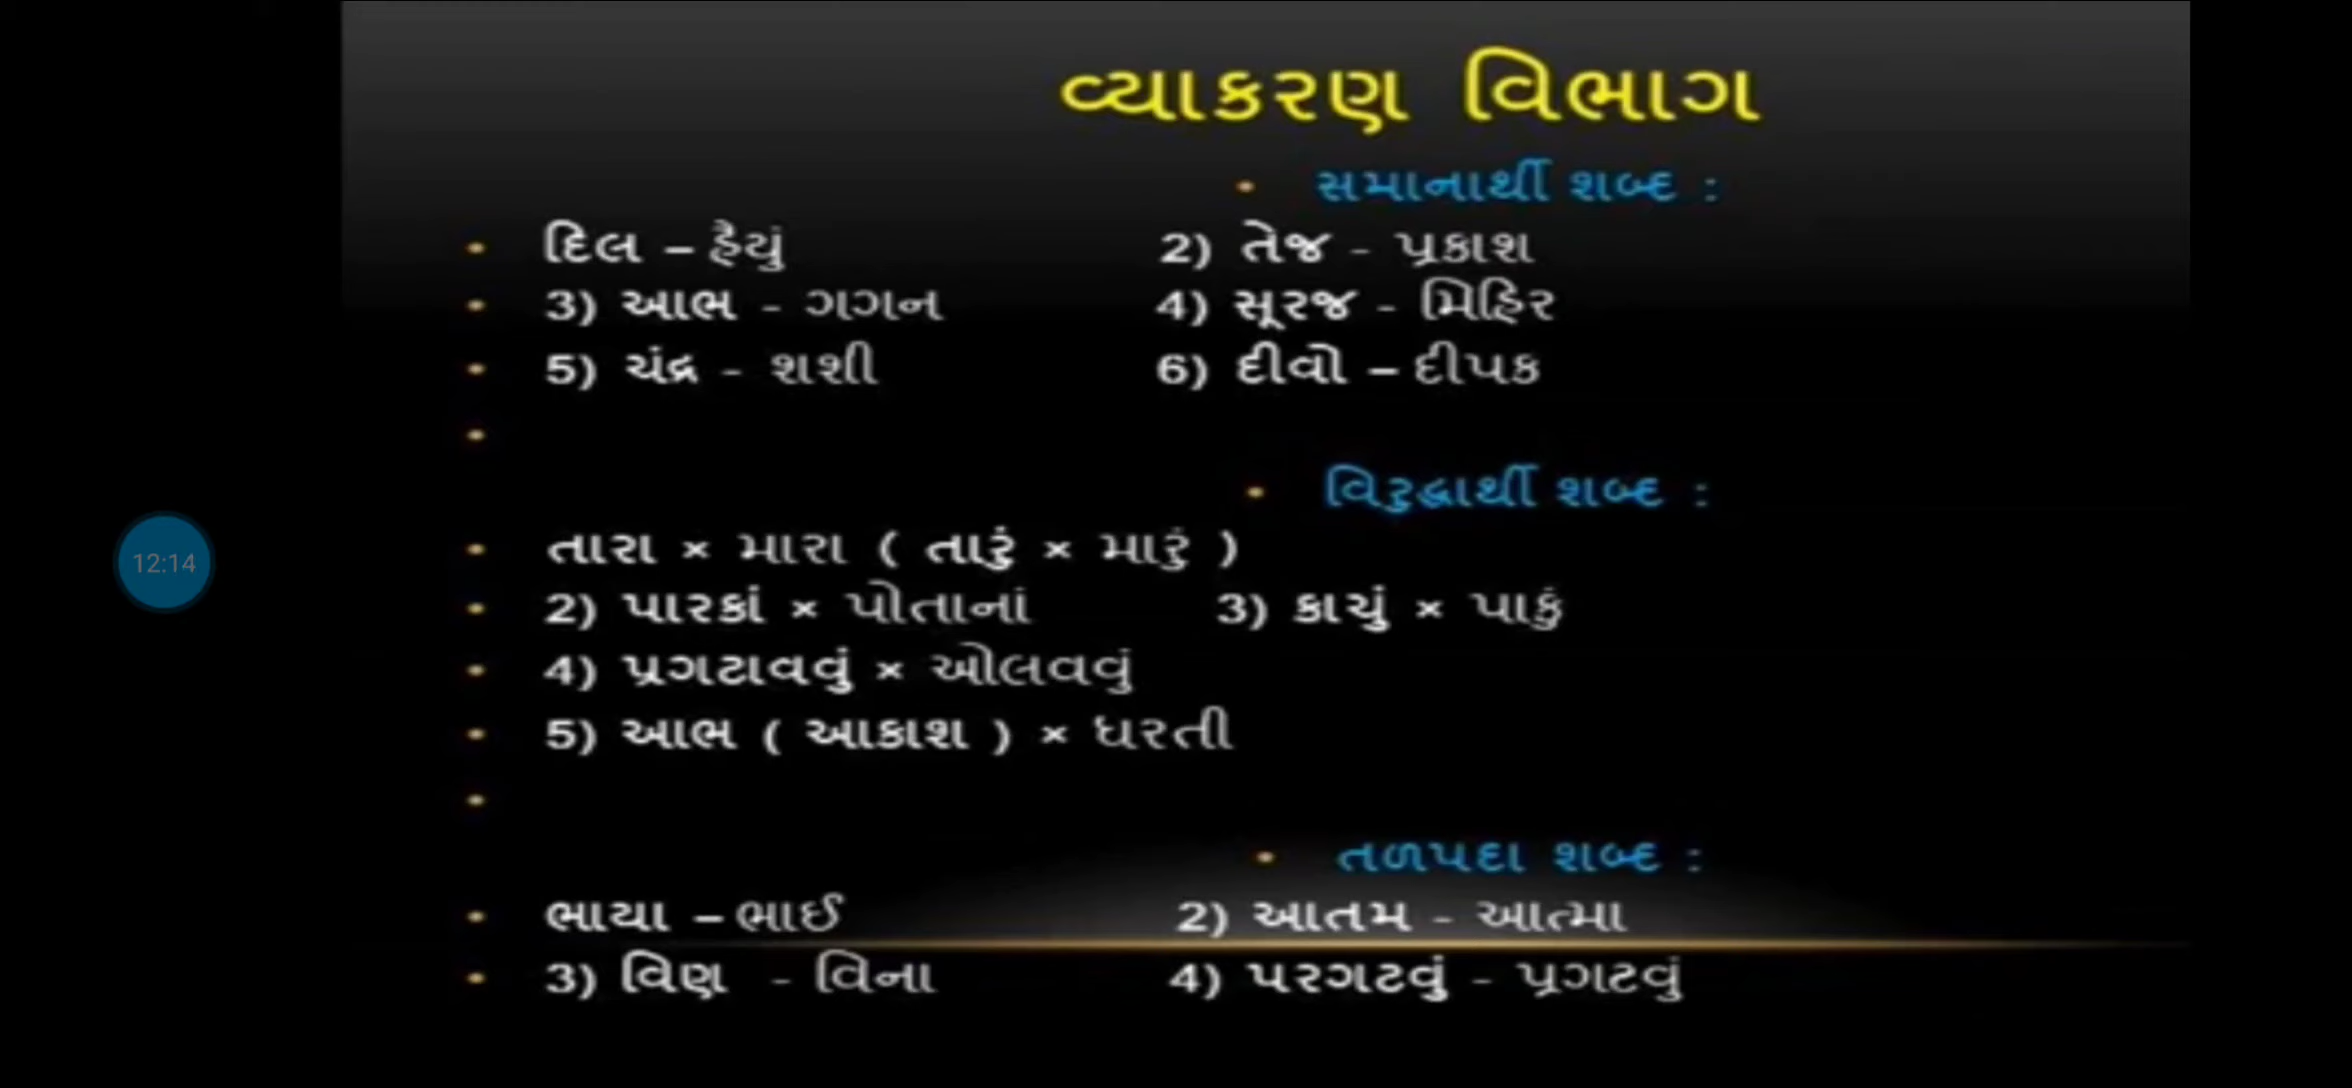 વ્યાકરણ વિભાગ
• સમાનાર્થી શબ્દ :
• દિલ – હૈયું 2) તેજ - પ્રકાશ
• 3) આભ - ગગન 4) સૂરજ - મિહિર
• 5) ચંદ્ર - શશી 6) દીવો – દીપક
•
• વિરુદ્ધાર્થી શબ્દ :
• તારા × મારા ( તારું × મારું )
• 2) પારકાં × પોતાનાં 3) કાચું × પાકું
12:14
• 4) પ્રગટાવવું × ઓલવવું
• 5) આભ ( આકાશ ) × ધરતી
•
• તળપદા શબ્દ :
• ભાયા – ભાઈ 2) આતમ - આત્મા
• 3) વિણ - વિના 4) પરગટવું - પ્રગટવું